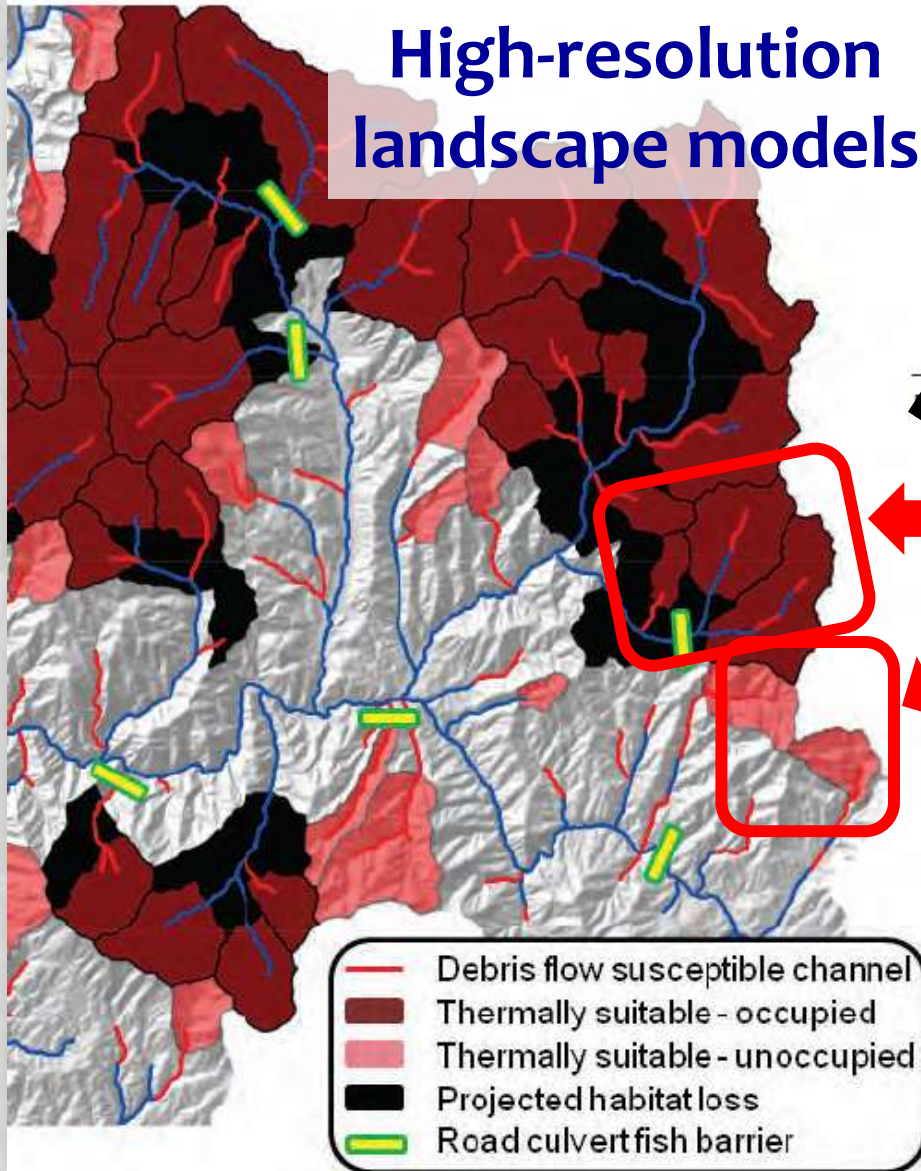 High-resolution
landscape models
Debris flow susceptible channel
Thermally suitable - occupied
Thermally suitable - unoccupied
Projected habitat loss
Road culvert fish barrier